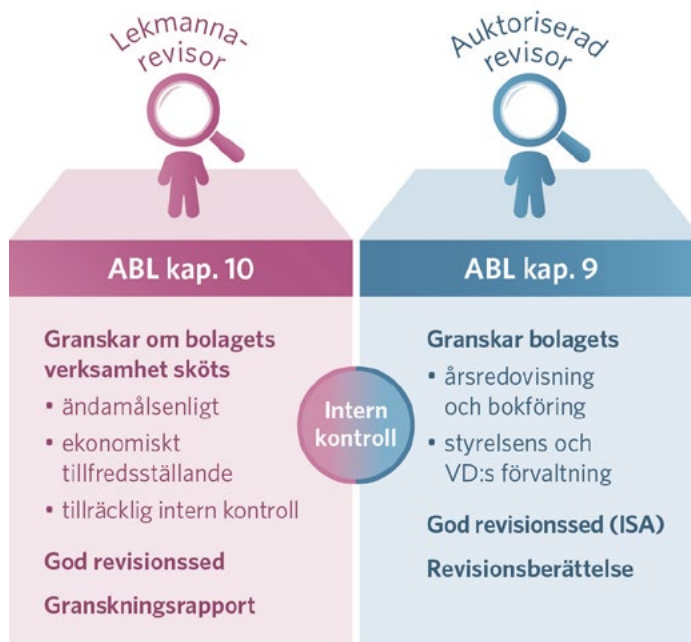 Lekmanna-
revisor
ABL kap. 10
Granskar om bolagets
verksamhet sköts
• ändamålsenligt
• ekonomiskt
tillfredsställande
• tillräcklig intern kontroll
God revisionssed
Granskningsrapport
Intern
kontroll
Auktoriserad
revisor
ABL kap. 9
Granskar bolagets
• årsredovisning
och bokföring
• styrelsens och
VD:s förvaltning
God revisionssed (ISA)
Revisionsberättelse